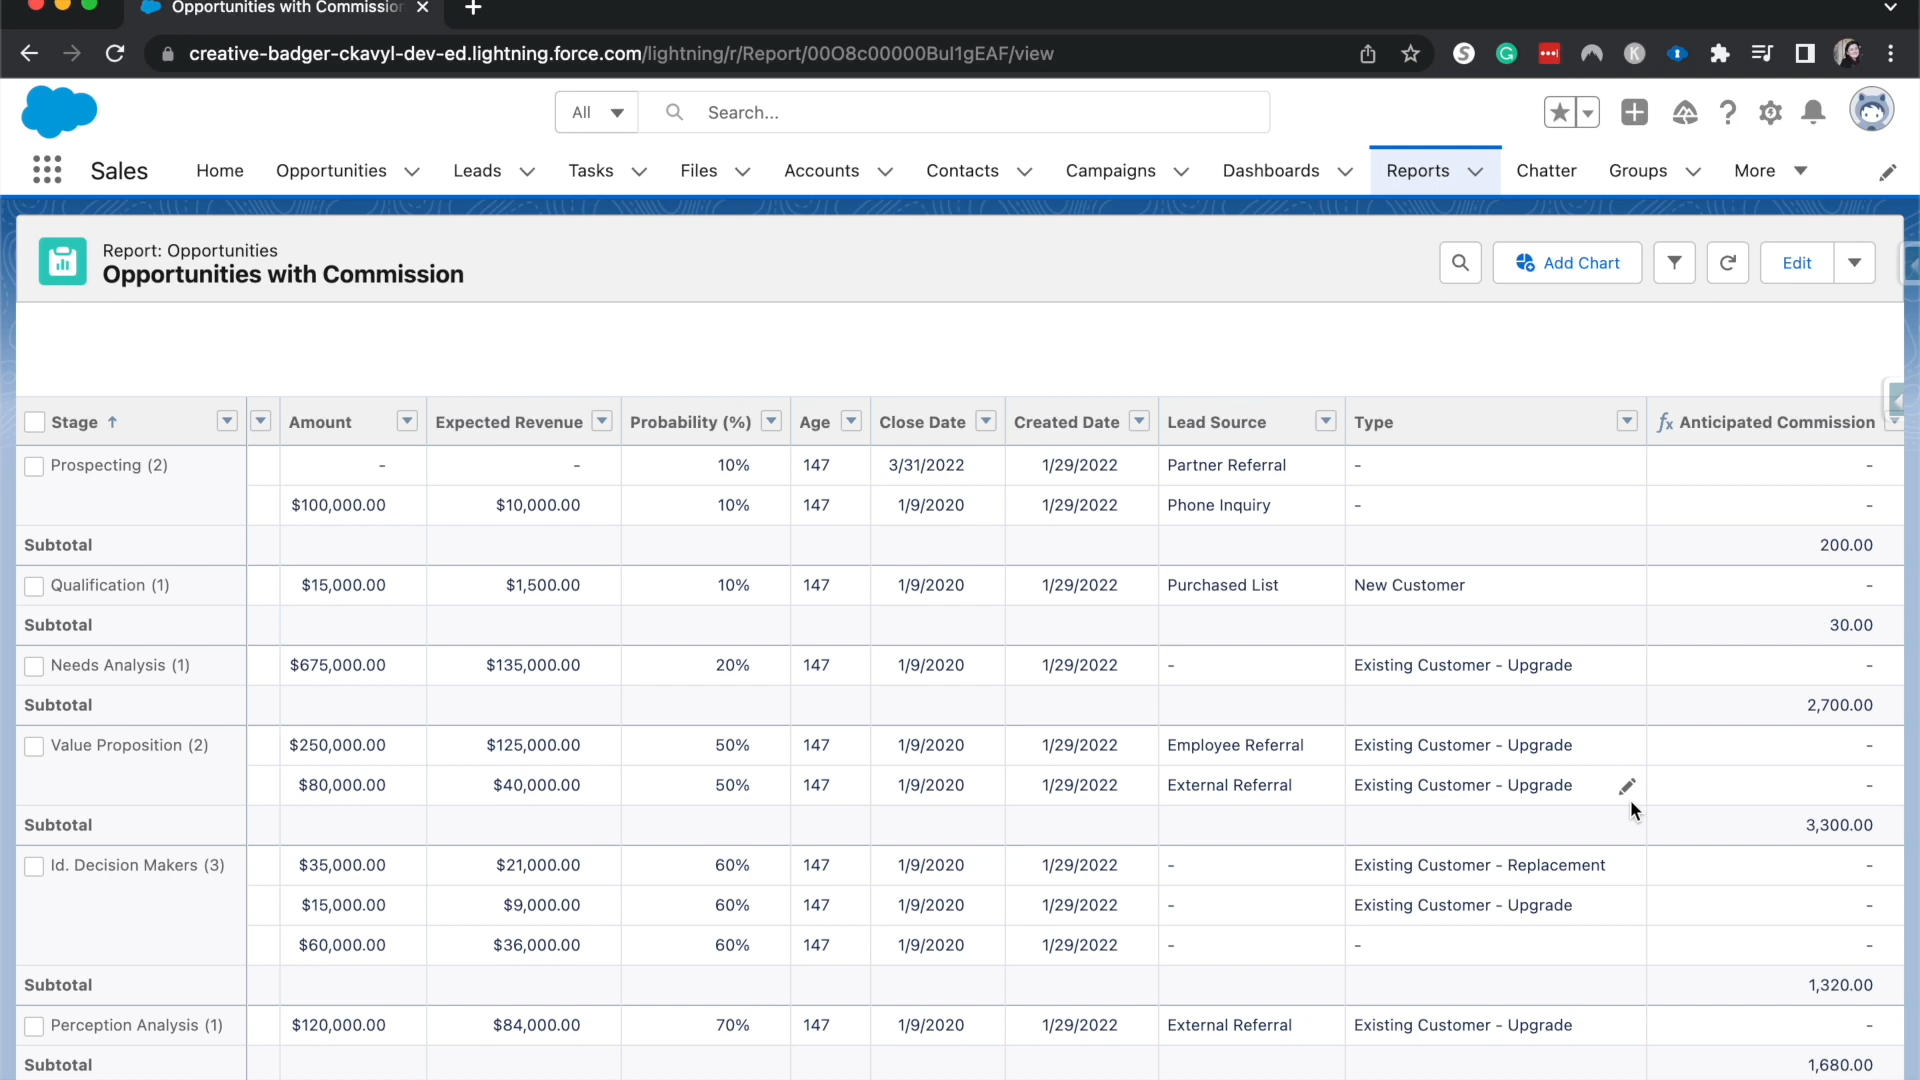 Opportunities with Commission
creative-badger-ckavyl-dev-ed.lightning.force.com/lightning/r/Report/00O8c00000Bul1gEAF/view
All Search...
Sales Home Opportunities Leads Tasks Files Accounts Contacts Campaigns Dashboards Reports Chatter Groups More
Report: Opportunities
Opportunities with Commission
Add Chart Edit
Stage ↑ Amount Expected Revenue Probability (%) Age Close Date Created Date Lead Source Type fx Anticipated Commission
Prospecting (2) - - 10% 147 3/31/2022 1/29/2022 Partner Referral - -
$100,000.00 $10,000.00 10% 147 1/9/2020 1/29/2022 Phone Inquiry - -
Subtotal 200.00
Qualification (1) $15,000.00 $1,500.00 10% 147 1/9/2020 1/29/2022 Purchased List New Customer -
Subtotal 30.00
Needs Analysis (1) $675,000.00 $135,000.00 20% 147 1/9/2020 1/29/2022 - Existing Customer - Upgrade -
Subtotal 2,700.00
Value Proposition (2) $250,000.00 $125,000.00 50% 147 1/9/2020 1/29/2022 Employee Referral Existing Customer - Upgrade -
$80,000.00 $40,000.00 50% 147 1/9/2020 1/29/2022 External Referral Existing Customer - Upgrade -
Subtotal 3,300.00
Id. Decision Makers (3) $35,000.00 $21,000.00 60% 147 1/9/2020 1/29/2022 - Existing Customer - Replacement -
$15,000.00 $9,000.00 60% 147 1/9/2020 1/29/2022 - Existing Customer - Upgrade -
$60,000.00 $36,000.00 60% 147 1/9/2020 1/29/2022 - - -
Subtotal 1,320.00
Perception Analysis (1) $120,000.00 $84,000.00 70% 147 1/9/2020 1/29/2022 External Referral Existing Customer - Upgrade -
Subtotal 1,680.00